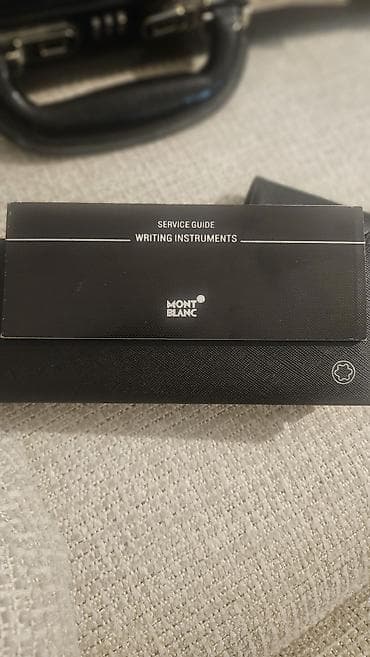 SERVICE GUIDE
WRITING INSTRUMENTS
MONT
BLANC